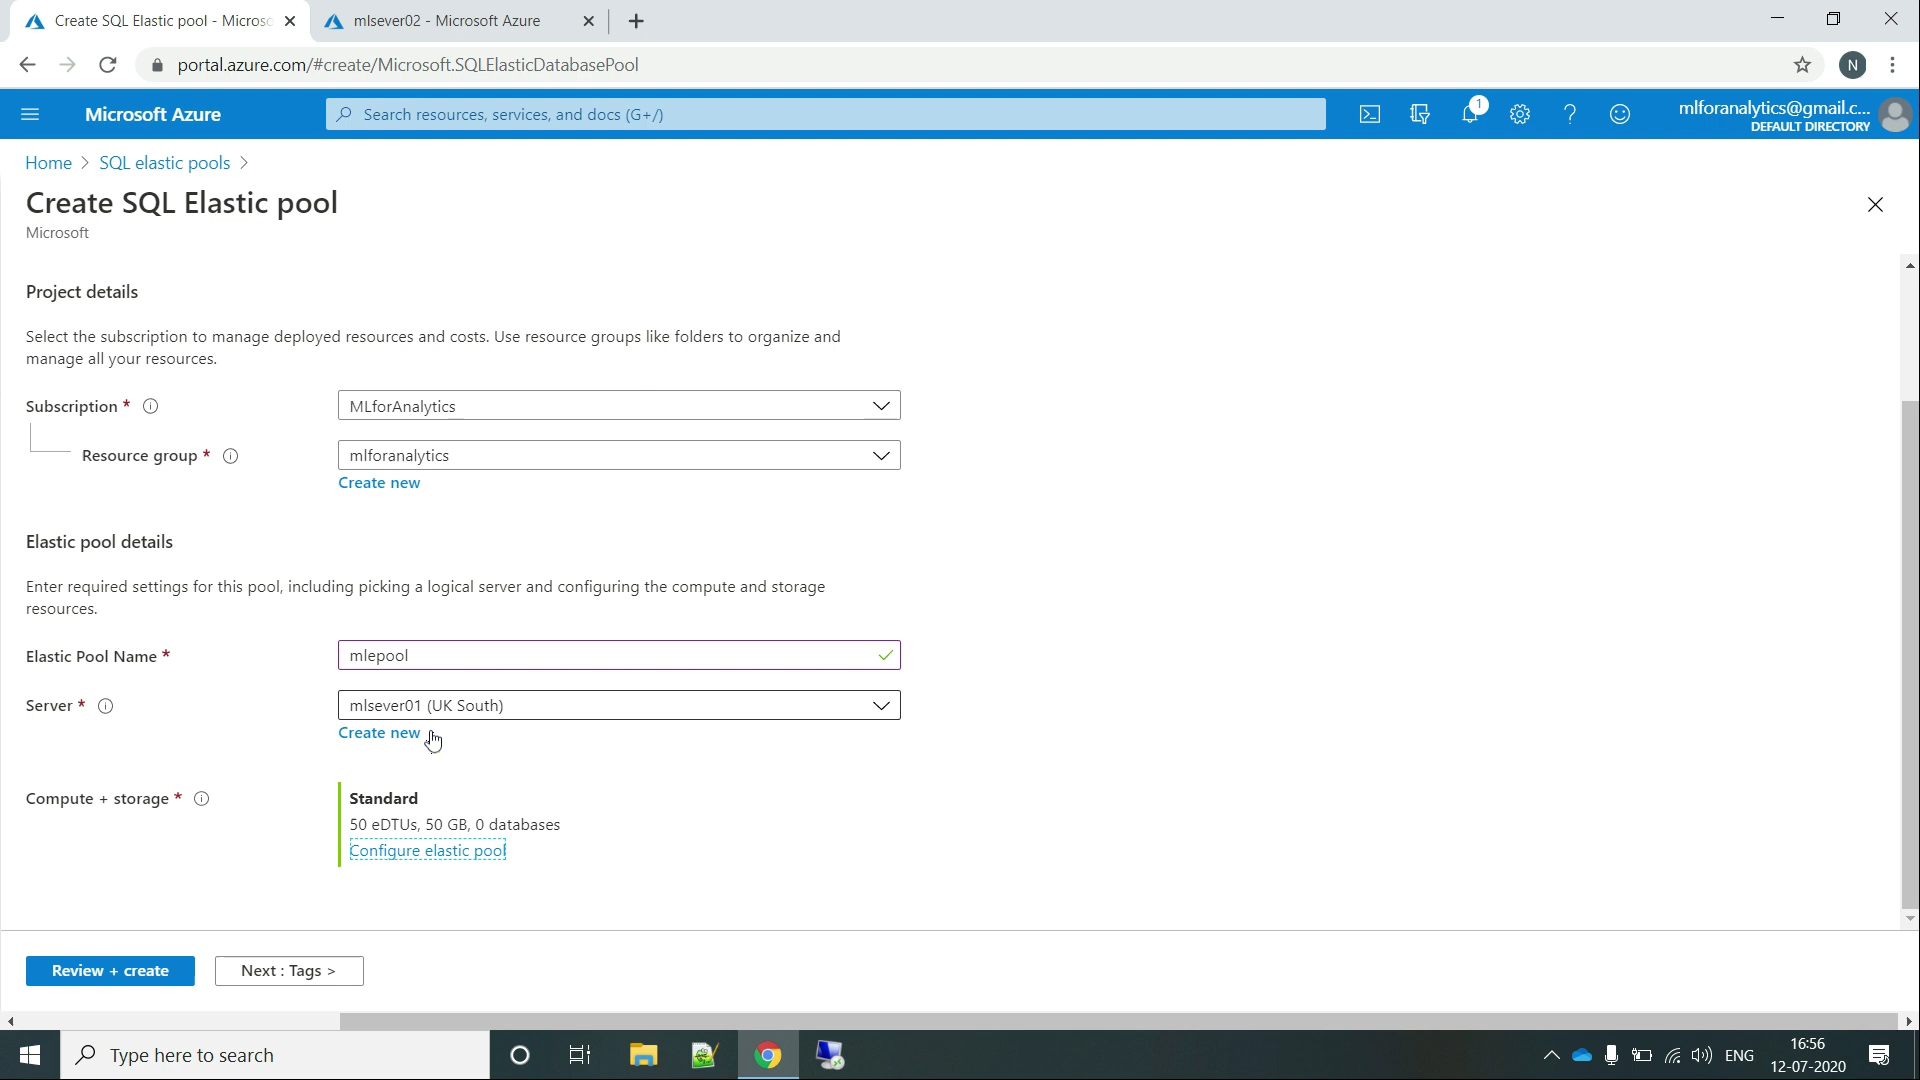 Create SQL Elastic pool - Microso
mlsever02 - Microsoft Azure
portal.azure.com/#create/Microsoft.SQLElasticDatabasePool
N
Microsoft Azure
Search resources, services, and docs (G+/)
1
mlforanalytics@gmail.c...
DEFAULT DIRECTORY
Home > SQL elastic pools >
Create SQL Elastic pool
Microsoft
Project details
Select the subscription to manage deployed resources and costs. Use resource groups like folders to organize and
manage all your resources.
Subscription *
MLforAnalytics
Resource group *
mlforanalytics
Create new
Elastic pool details
Enter required settings for this pool, including picking a logical server and configuring the compute and storage
resources.
Elastic Pool Name *
mlepool
Server *
mlsever01 (UK South)
Create new
Compute + storage *
Standard
50 eDTUs, 50 GB, 0 databases
Configure elastic pool
Review + create
Next : Tags >
Type here to search
ENG
16:56
12-07-2020